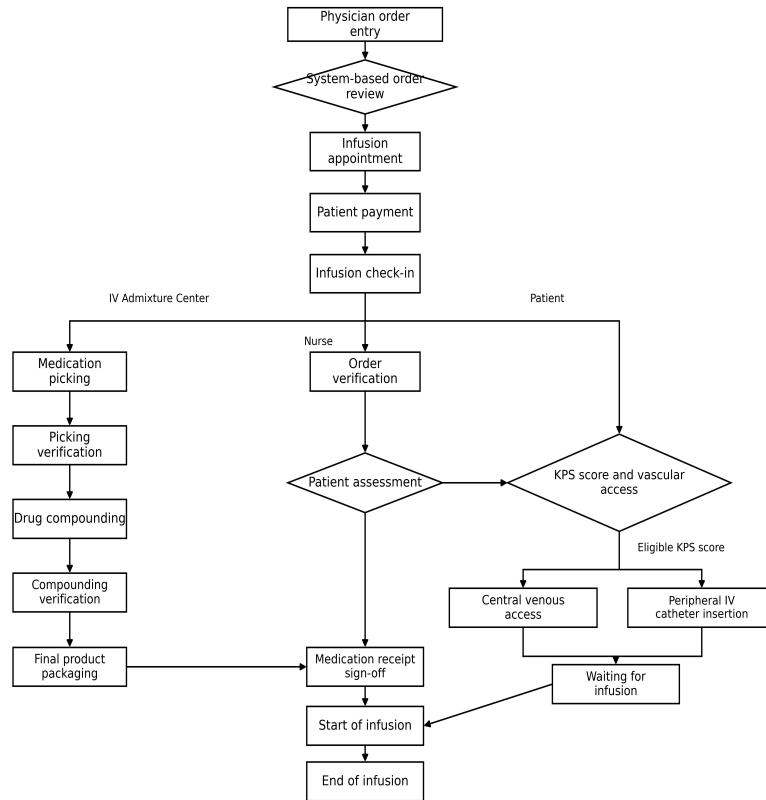 Physician order
entry
System-based order
review
Infusion
appointment
Patient payment
Infusion check-in
IV Admixture Center
Patient
Nurse
Medication
picking
Order
verification
Picking
verification
Patient assessment
KPS score and vascular
access
Drug compounding
Eligible KPS score
Compounding
verification
Central venous
access
Peripheral IV
catheter insertion
Final product
packaging
Medication receipt
sign-off
Waiting for
infusion
Start of infusion
End of infusion